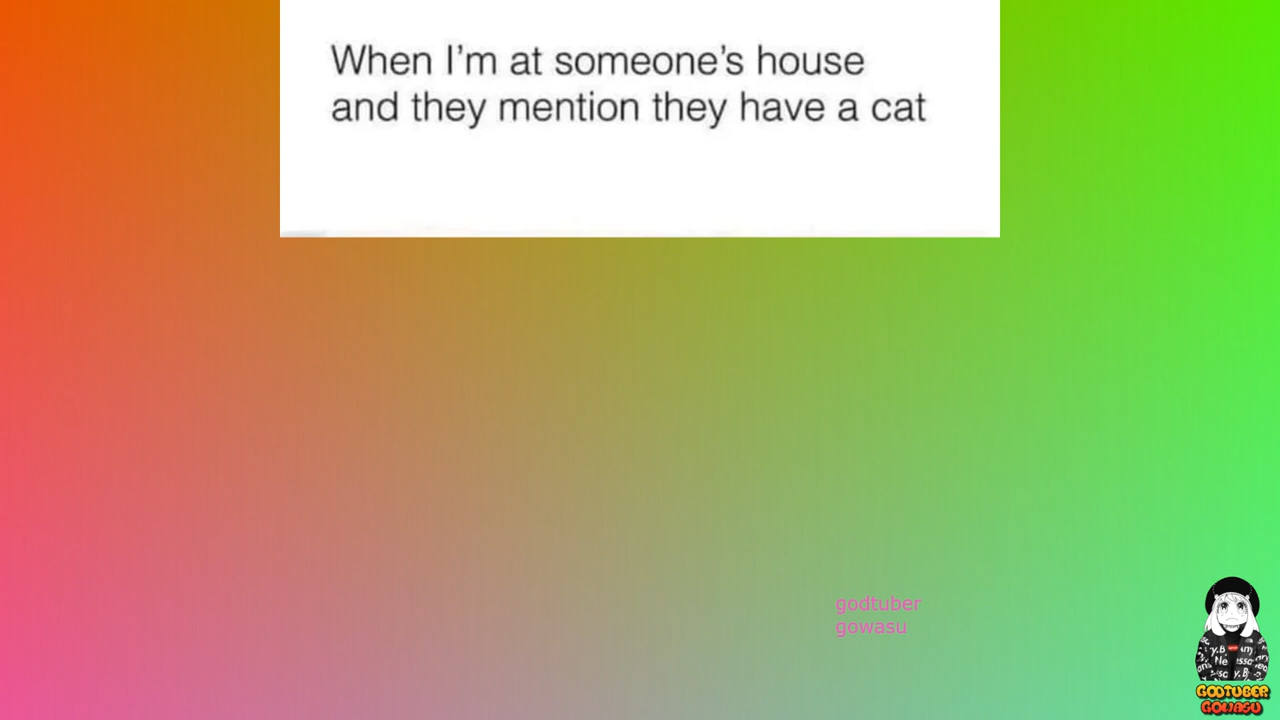 When I'm at someone's house
and they mention they have a cat
godtuber
gowasu
GODTUBER
GOWASU